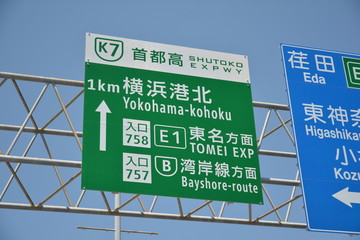 K7 首都高 SHUTOKO EXPWY
1km 横浜港北
Yokohama-kohoku
入口 758 E1 東名方面
TOMEI EXP
入口 757 B 湾岸線方面
Bayshore-route
荏田
Eda
東神
Higashika
小
Kozu